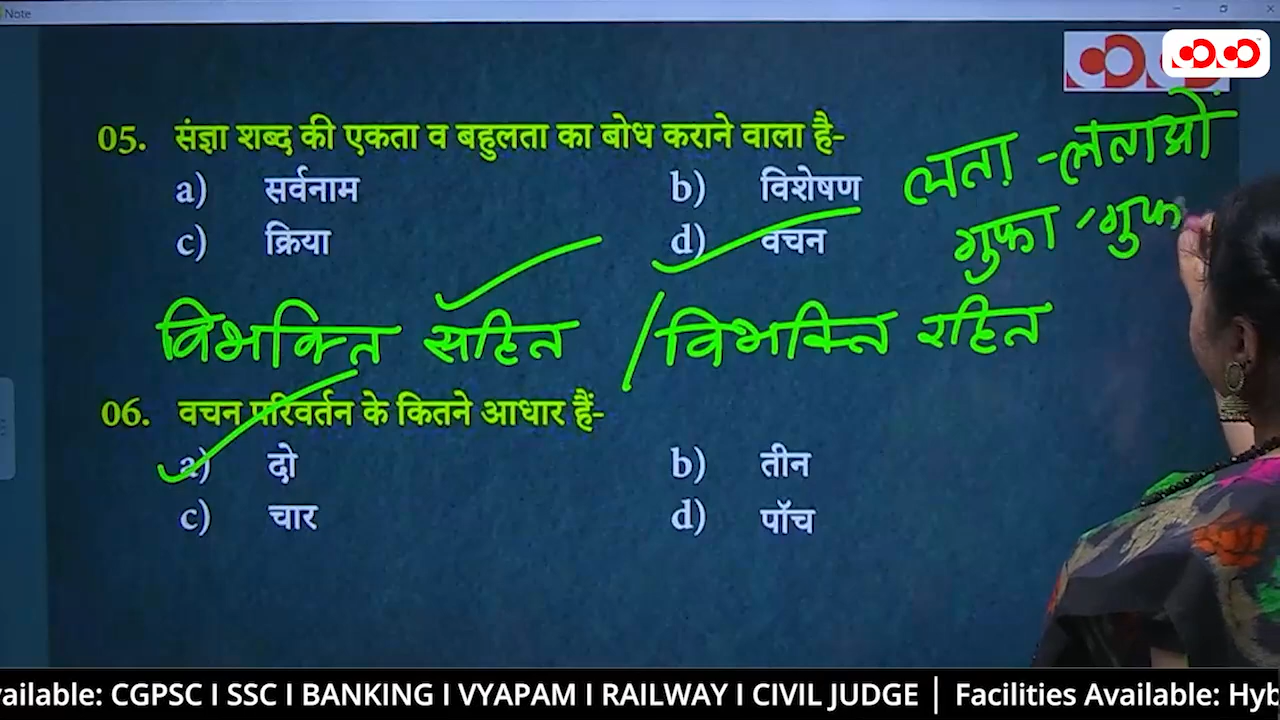 Note
05. संज्ञा शब्द की एकता व बहुलता का बोध कराने वाला है-
a) सर्वनाम b) विशेषण
c) क्रिया d) वचन
लता - लताओं
गुफा - गुफ
विभक्ति सहित / विभक्ति रहित
06. वचन परिवर्तन के कितने आधार हैं-
a) दो b) तीन
c) चार d) पॉच
vailable: CGPSC I SSC I BANKING I VYAPAM I RAILWAY I CIVIL JUDGE | Facilities Available: Hyb